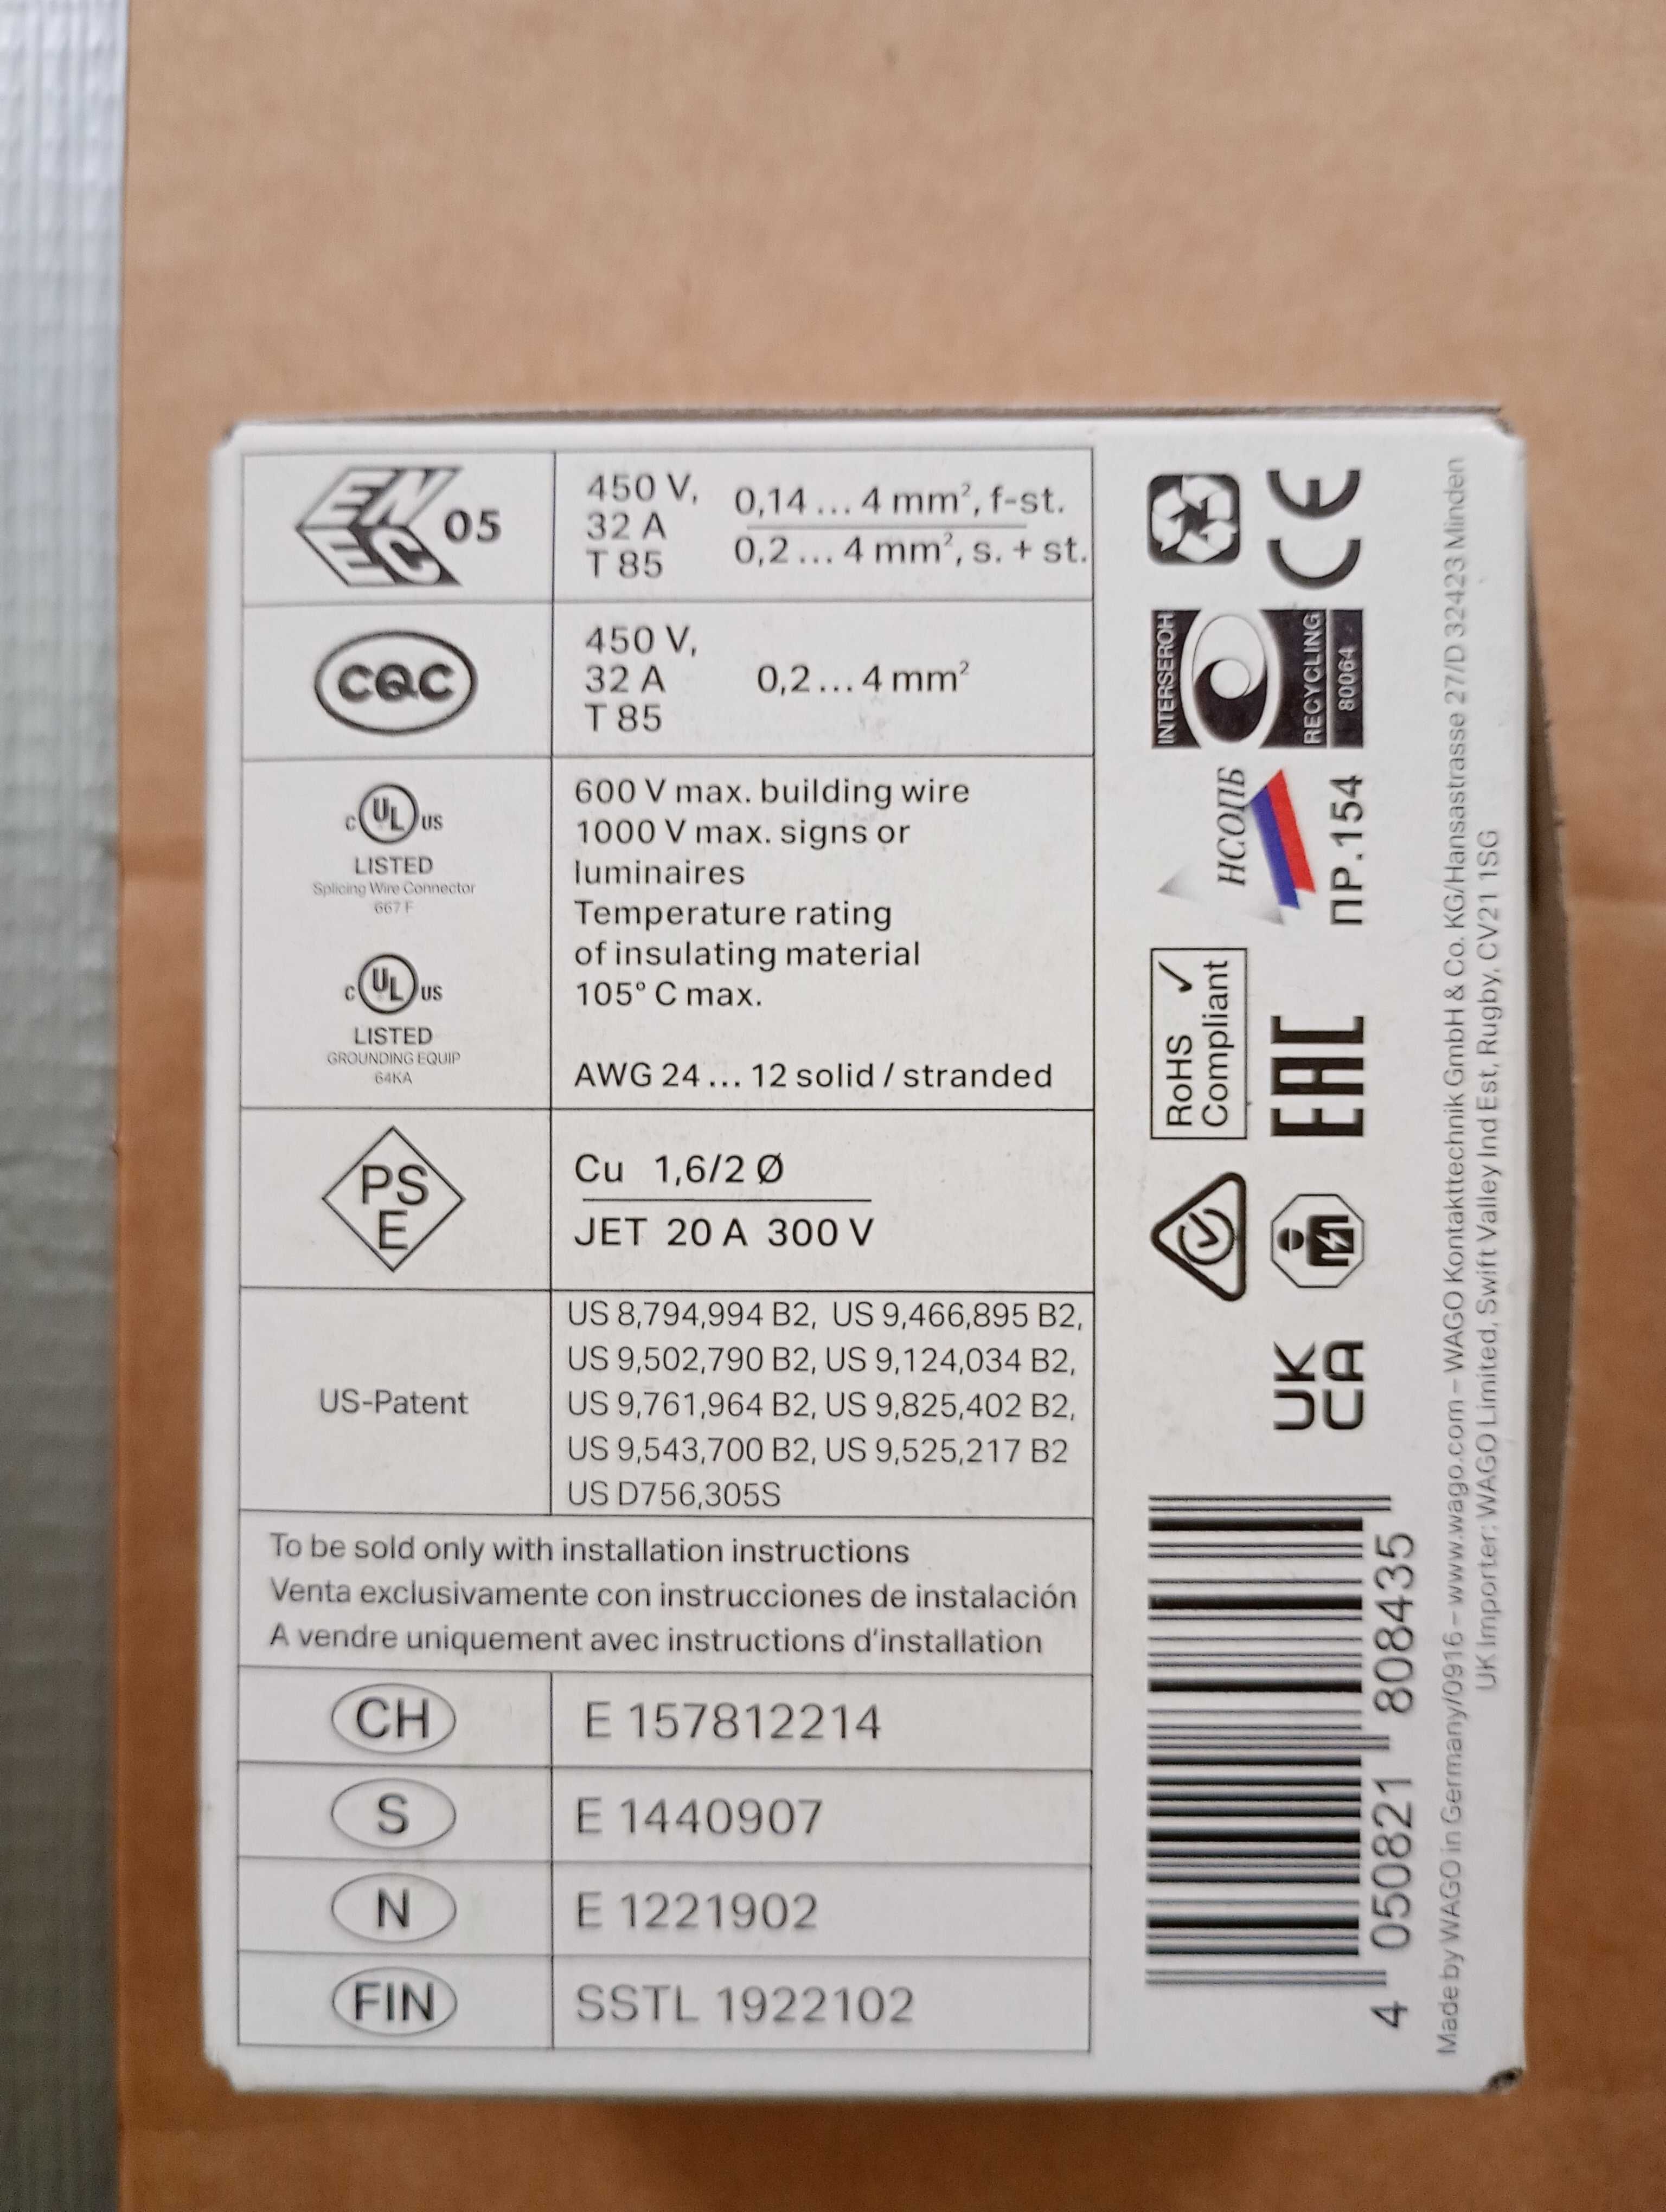 EN
EC
05
450 V,
32 A
T 85
0,14 ... 4 mm², f-st.
0,2 ... 4 mm², s. + st.
CQC
450 V,
32 A
T 85
0,2 ... 4 mm²
c UL us
LISTED
Splicing Wire Connector
667 F
c UL us
LISTED
GROUNDING EQUIP
64KA
600 V max. building wire
1000 V max. signs or
luminaires
Temperature rating
of insulating material
105° C max.
AWG 24 ... 12 solid / stranded
PS
E
Cu 1,6/2 Ø
JET 20 A 300 V
US-Patent
US 8,794,994 B2, US 9,466,895 B2,
US 9,502,790 B2, US 9,124,034 B2,
US 9,761,964 B2, US 9,825,402 B2,
US 9,543,700 B2, US 9,525,217 B2
US D756,305S
To be sold only with installation instructions
Venta exclusivamente con instrucciones de instalación
A vendre uniquement avec instructions d'installation
CH
E 157812214
S
E 1440907
N
E 1221902
FIN
SSTL 1922102
4 050821 808435
UK
CA
RoHS ✓
Compliant
EAC
НСОПБ
ПР.154
INTERSEROH
RECYCLING
80064
CE
Made by WAGO in Germany/0916 – www.wago.com – WAGO Kontakttechnik GmbH & Co. KG/Hansastrasse 27/D 32423 Minden
UK Importer: WAGO Limited, Swift Valley Ind Est, Rugby, CV21 1SG